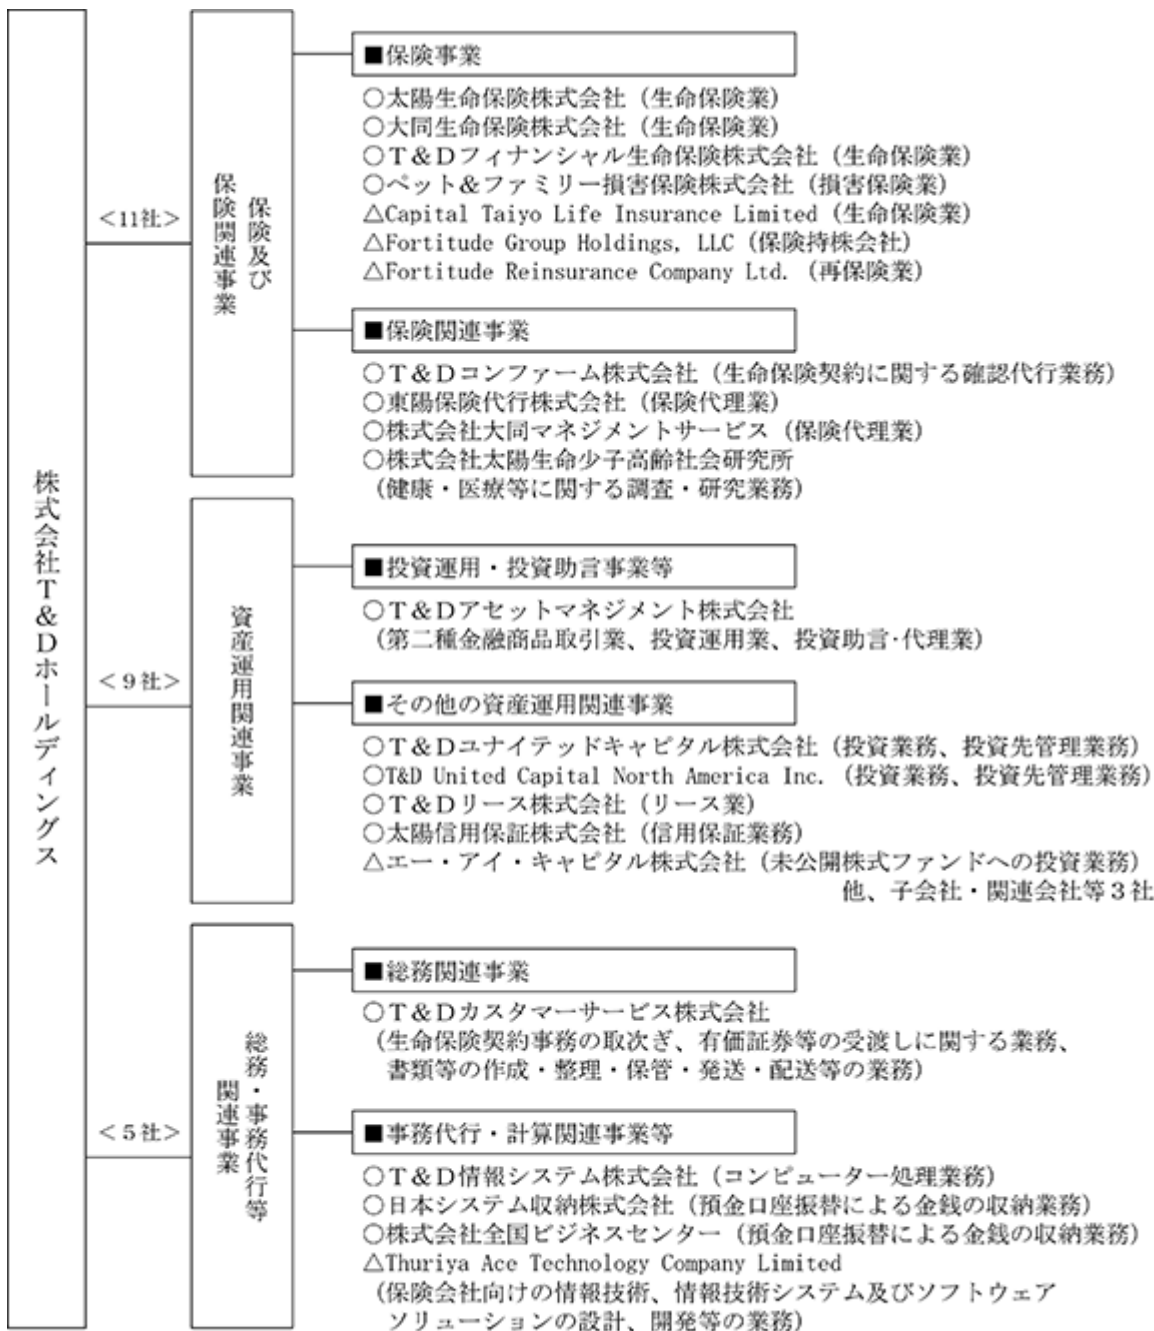 株式会社Ｔ＆Ｄホールディングス
＜11社＞
保険及び
保険関連事業
■保険事業
○太陽生命保険株式会社（生命保険業）
○大同生命保険株式会社（生命保険業）
○Ｔ＆Ｄフィナンシャル生命保険株式会社（生命保険業）
○ペット＆ファミリー損害保険株式会社（損害保険業）
△Capital Taiyo Life Insurance Limited（生命保険業）
△Fortitude Group Holdings, LLC（保険持株会社）
△Fortitude Reinsurance Company Ltd.（再保険業）
■保険関連事業
○Ｔ＆Ｄコンファーム株式会社（生命保険契約に関する確認代行業務）
○東陽保険代行株式会社（保険代理業）
○株式会社大同マネジメントサービス（保険代理業）
○株式会社太陽生命少子高齢社会研究所
（健康・医療等に関する調査・研究業務）
＜９社＞
資産運用関連事業
■投資運用・投資助言事業等
○Ｔ＆Ｄアセットマネジメント株式会社
（第二種金融商品取引業、投資運用業、投資助言･代理業）
■その他の資産運用関連事業
○Ｔ＆Ｄユナイテッドキャピタル株式会社（投資業務、投資先管理業務）
○T&D United Capital North America Inc.（投資業務、投資先管理業務）
○Ｔ＆Ｄリース株式会社（リース業）
○太陽信用保証株式会社（信用保証業務）
△エー・アイ・キャピタル株式会社（未公開株式ファンドへの投資業務）
他、子会社・関連会社等３社
＜５社＞
総務・事務代行等
関連事業
■総務関連事業
○Ｔ＆Ｄカスタマーサービス株式会社
（生命保険契約事務の取次ぎ、有価証券等の受渡しに関する業務、
書類等の作成・整理・保管・発送・配送等の業務）
■事務代行・計算関連事業等
○Ｔ＆Ｄ情報システム株式会社（コンピューター処理業務）
○日本システム収納株式会社（預金口座振替による金銭の収納業務）
○株式会社全国ビジネスセンター（預金口座振替による金銭の収納業務）
△Thuriya Ace Technology Company Limited
（保険会社向けの情報技術、情報技術システム及びソフトウェア
ソリューションの設計、開発等の業務）